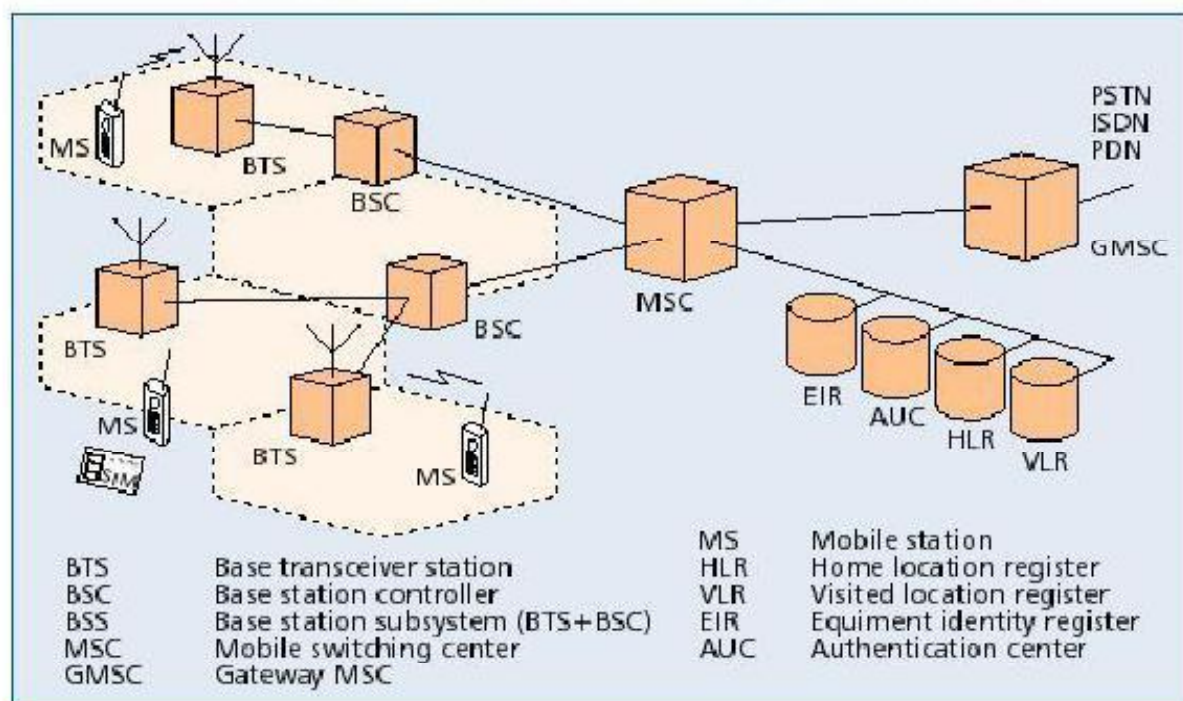 PSTN
ISDN
PDN
MS
BTS
BSC
GMSC
MSC
BTS
BSC
EIR
AUC
HLR
VLR
MS
SIM
BTS
MS
BTS Base transceiver station
BSC Base station controller
BSS Base station subsystem (BTS+BSC)
MSC Mobile switching center
GMSC Gateway MSC
MS Mobile station
HLR Home location register
VLR Visited location register
EIR Equiment identity register
AUC Authentication center